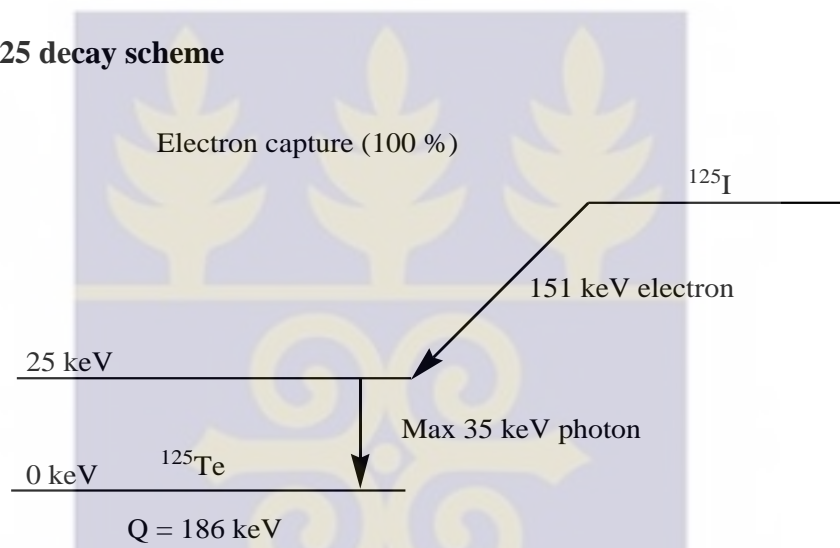 25 decay scheme
Electron capture (100 %)
¹²⁵I
151 keV electron
25 keV
Max 35 keV photon
0 keV
¹²⁵Te
Q = 186 keV